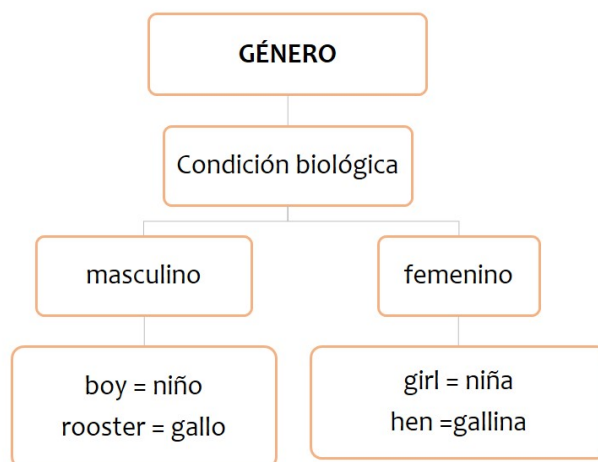 GÉNERO
Condición biológica
masculino
femenino
boy = niño
rooster = gallo
girl = niña
hen =gallina